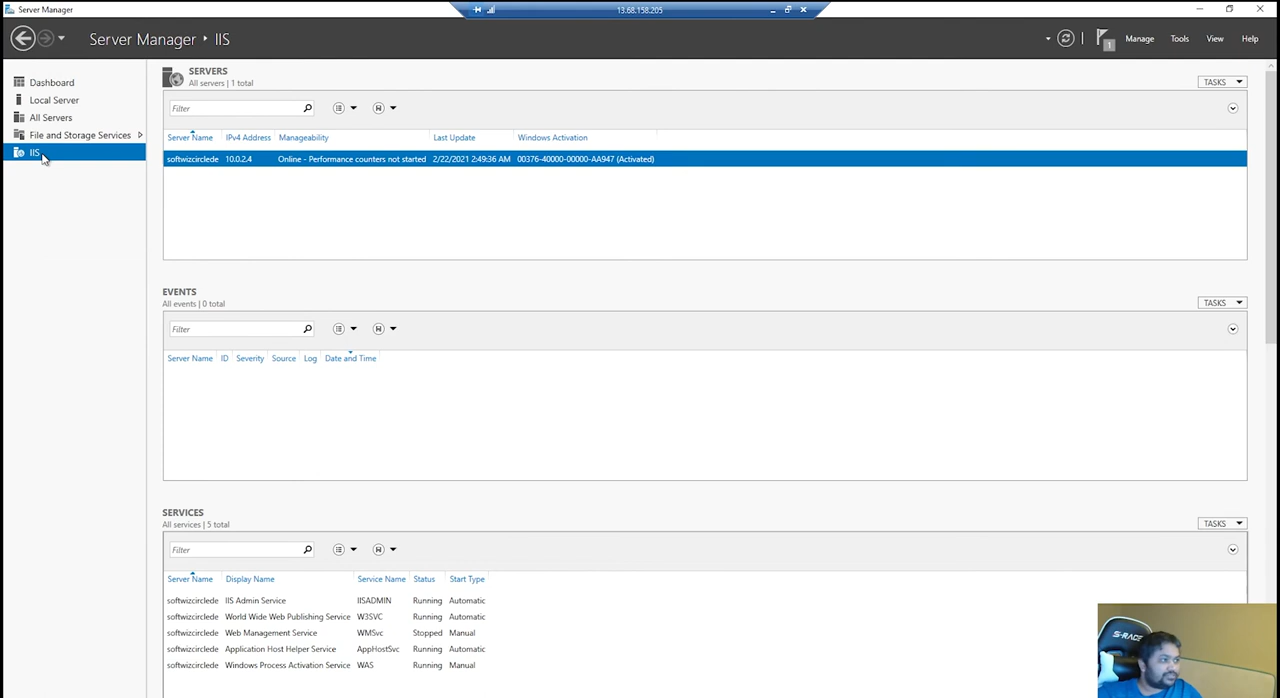 Server Manager
13.68.158.205
Server Manager • IIS
1
Manage
Tools
View
Help
Dashboard
Local Server
All Servers
File and Storage Services
IIS
SERVERS
All servers | 1 total
TASKS
Filter
Server Name IPv4 Address Manageability Last Update Windows Activation
softwizcirclede 10.0.2.4 Online - Performance counters not started 2/22/2021 2:49:36 AM 00376-40000-00000-AA947 (Activated)
EVENTS
All events | 0 total
TASKS
Filter
Server Name ID Severity Source Log Date and Time
SERVICES
All services | 5 total
TASKS
Filter
Server Name Display Name Service Name Status Start Type
softwizcirclede IIS Admin Service IISADMIN Running Automatic
softwizcirclede World Wide Web Publishing Service W3SVC Running Automatic
softwizcirclede Web Management Service WMSvc Stopped Manual
softwizcirclede Application Host Helper Service AppHostSvc Running Automatic
softwizcirclede Windows Process Activation Service WAS Running Manual
S-RACE